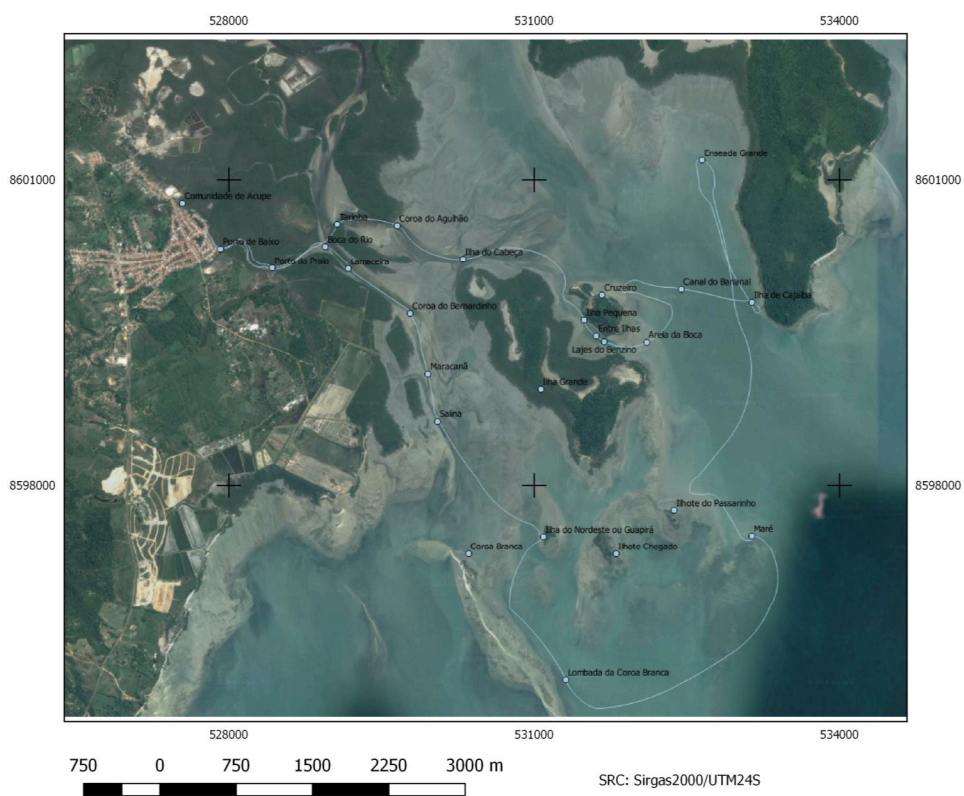 528000 531000 534000
Enseada Grande
8601000 8601000
Comunidade de Acupe
Tarioba
Coroa do Agulhão
Porto de Baixo
Boca do Rio
Ilha do Cabeça
Porto da Praia
Lamaceira
Canal do Bananal
Cruzeiro
Ilha de Cajaíba
Coroa do Bernardinho
Ilha Pequena
Entre Ilhas
Areia da Boca
Lajes do Benzino
Maracanã
Ilha Grande
Salina
8598000 8598000
Ilhote do Passarinho
Ilha do Nordeste ou Guapirá
Maré
Coroa Branca
Ilhote Chegado
Lombada da Coroa Branca
528000 531000 534000
750 0 750 1500 2250 3000 m
SRC: Sirgas2000/UTM24S